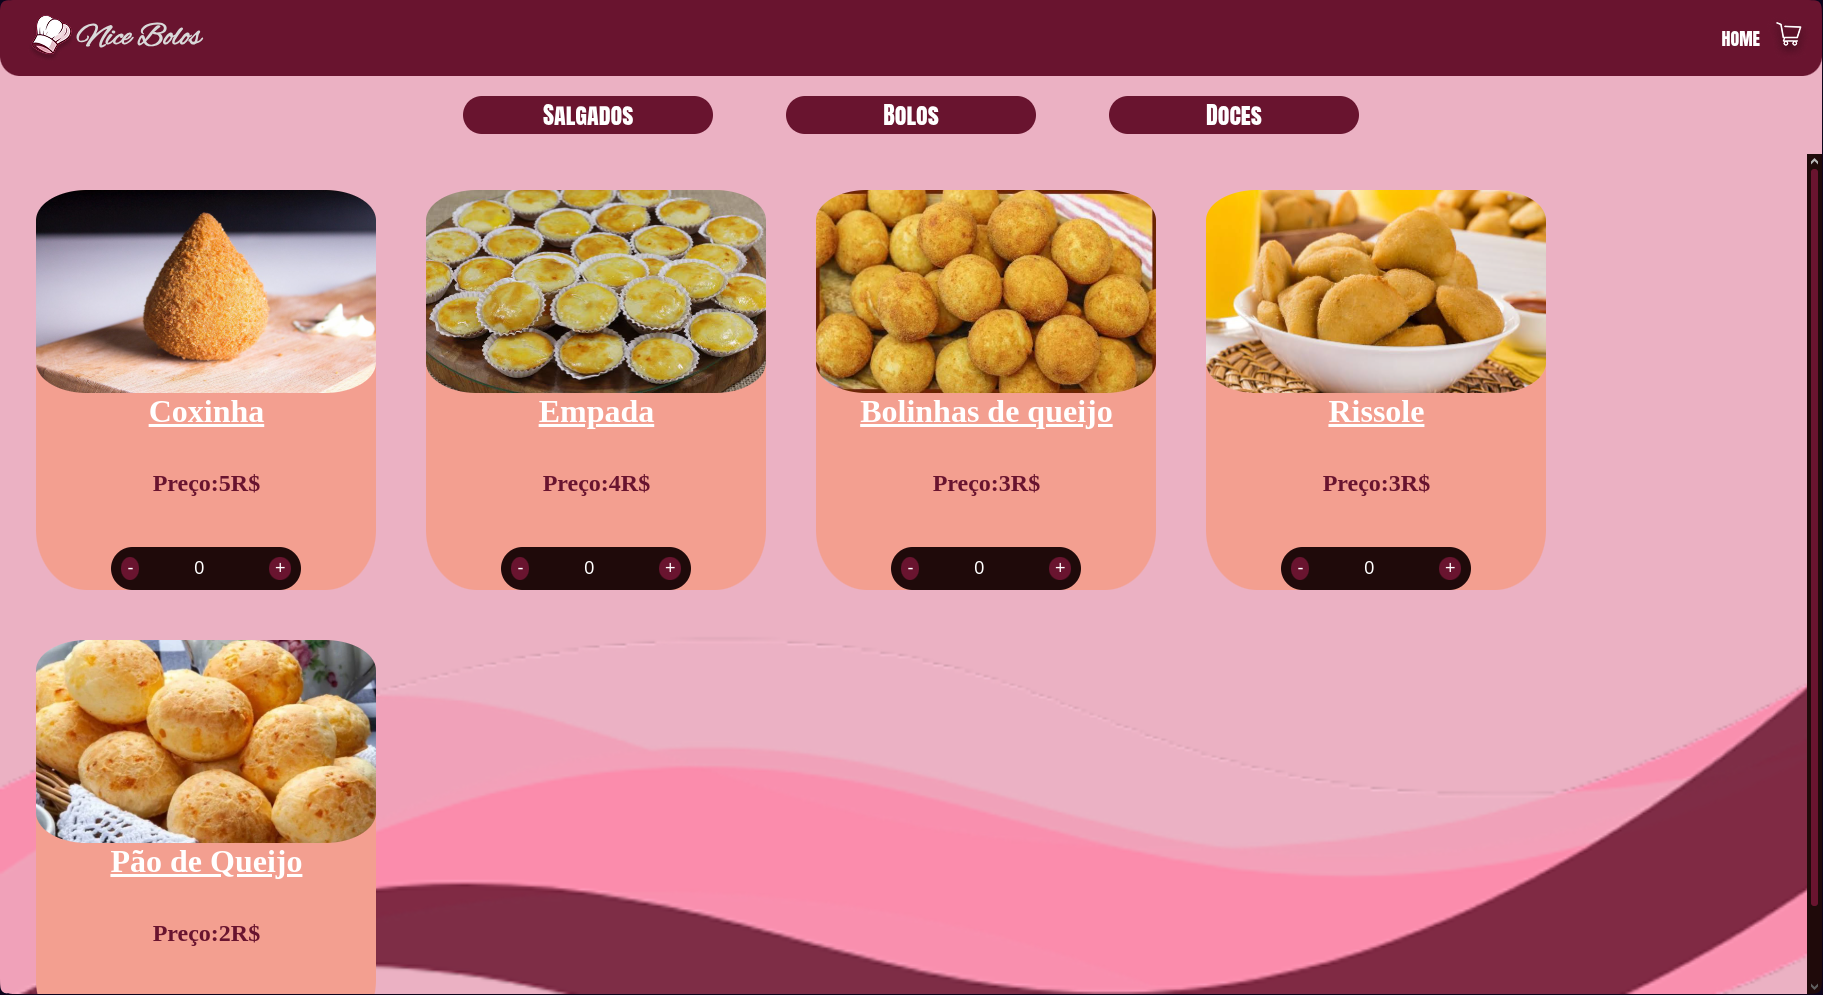 Nice Bolos
HOME
Salgados
Bolos
Doces
Coxinha
Preço:5R$
- 0 +
Empada
Preço:4R$
- 0 +
Bolinhas de queijo
Preço:3R$
- 0 +
Rissole
Preço:3R$
- 0 +
Pão de Queijo
Preço:2R$